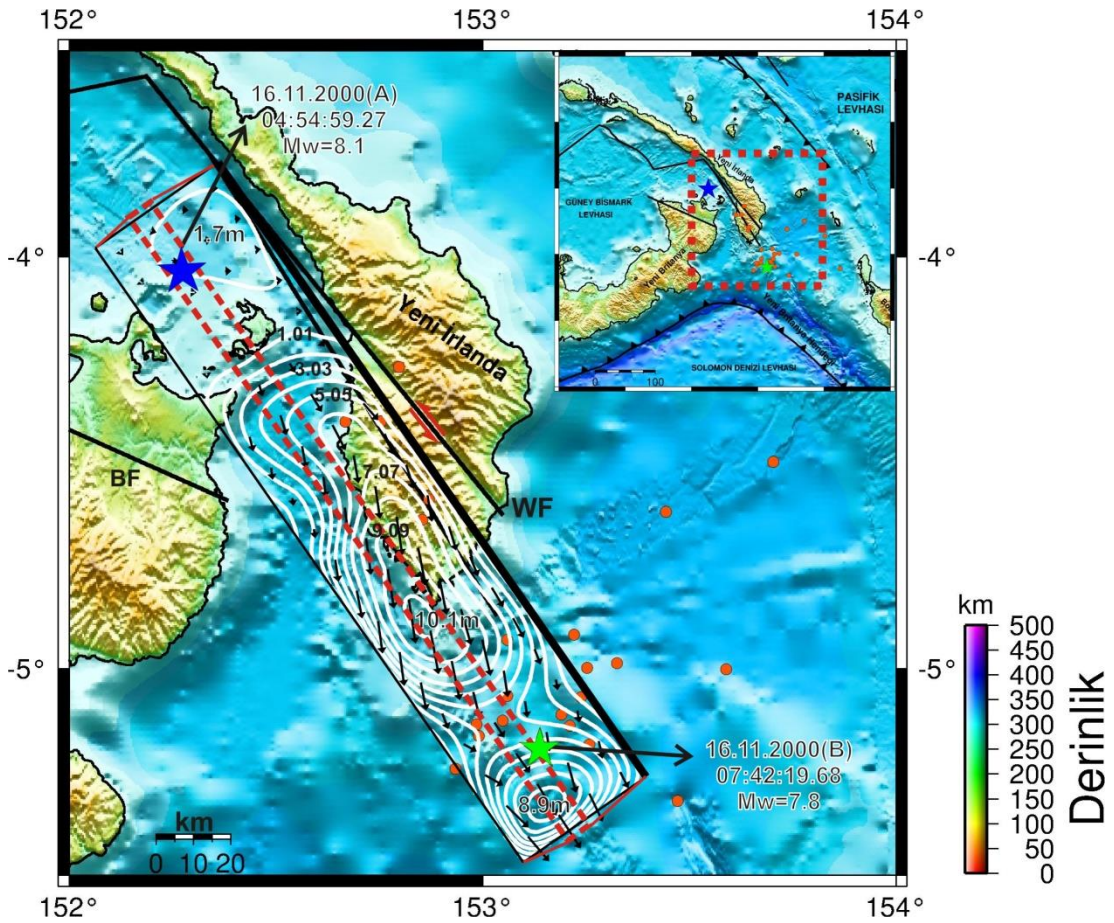 152°
153°
154°
16.11.2000(A)
04:54:59.27
Mw=8.1
PASİFİK
LEVHASI
Yeni İrlanda
GÜNEY BİSMARK
LEVHASI
Yeni Britanya
Yeni Britanya
SOLOMON DENİZİ LEVHASI
0 100
-4°
-4°
1.7m
Yeni-İrlanda
1.01
3.03
5.05
7.07
9.09
BF
WF
10.1m
-5°
-5°
16.11.2000(B)
07:42:19.68
Mw=7.8
8.9m
km
0 10 20
152°
153°
154°
km
500
450
400
350
300
250
200
150
100
50
0
Derinlik